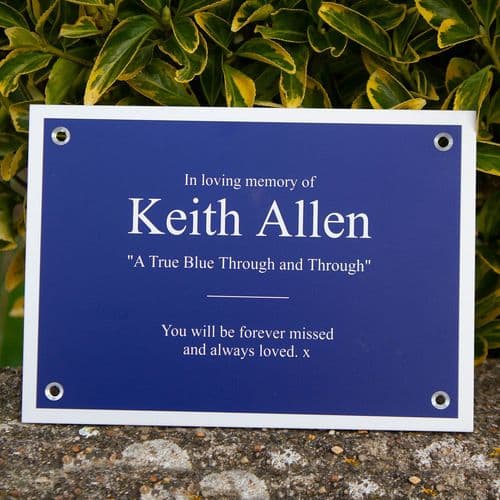 In loving memory of
Keith Allen
"A True Blue Through and Through"
You will be forever missed
and always loved. x